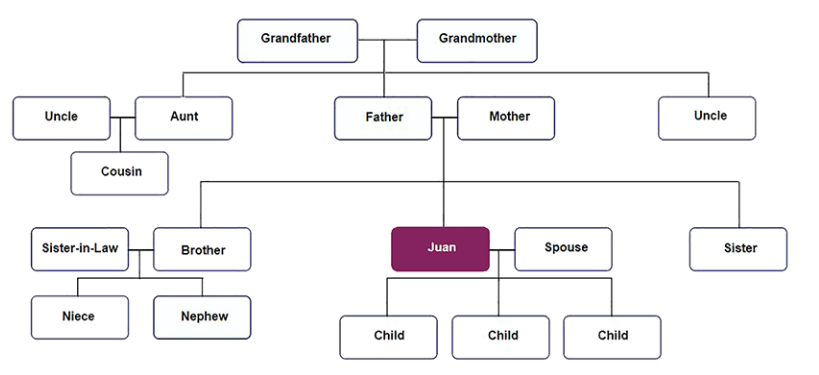 Grandfather
Grandmother
Uncle
Aunt
Father
Mother
Uncle
Cousin
Sister-in-Law
Brother
Juan
Spouse
Sister
Niece
Nephew
Child
Child
Child